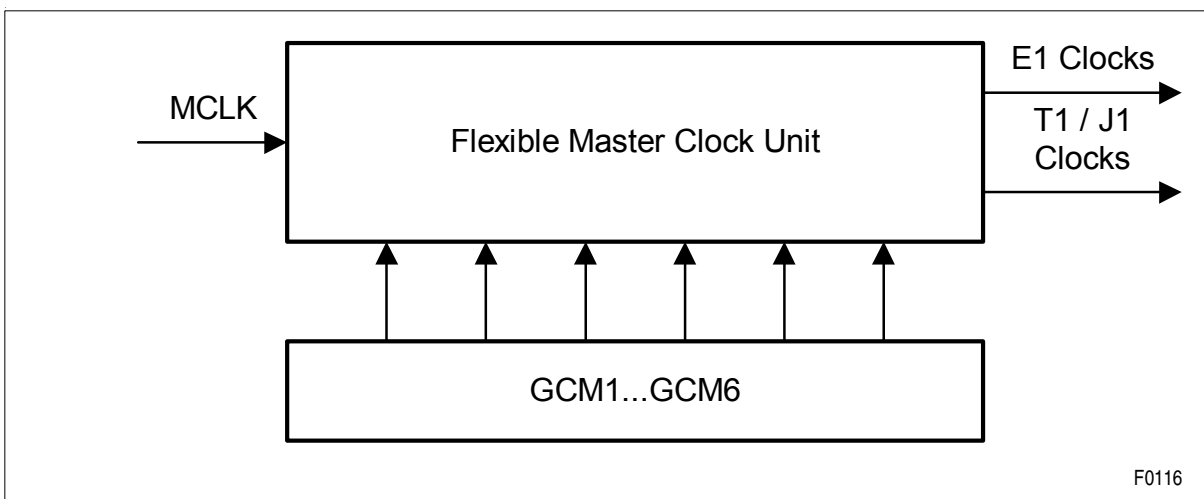 E1 Clocks
MCLK
T1 / J1
Clocks
Flexible Master Clock Unit
GCM1...GCM6
F0116